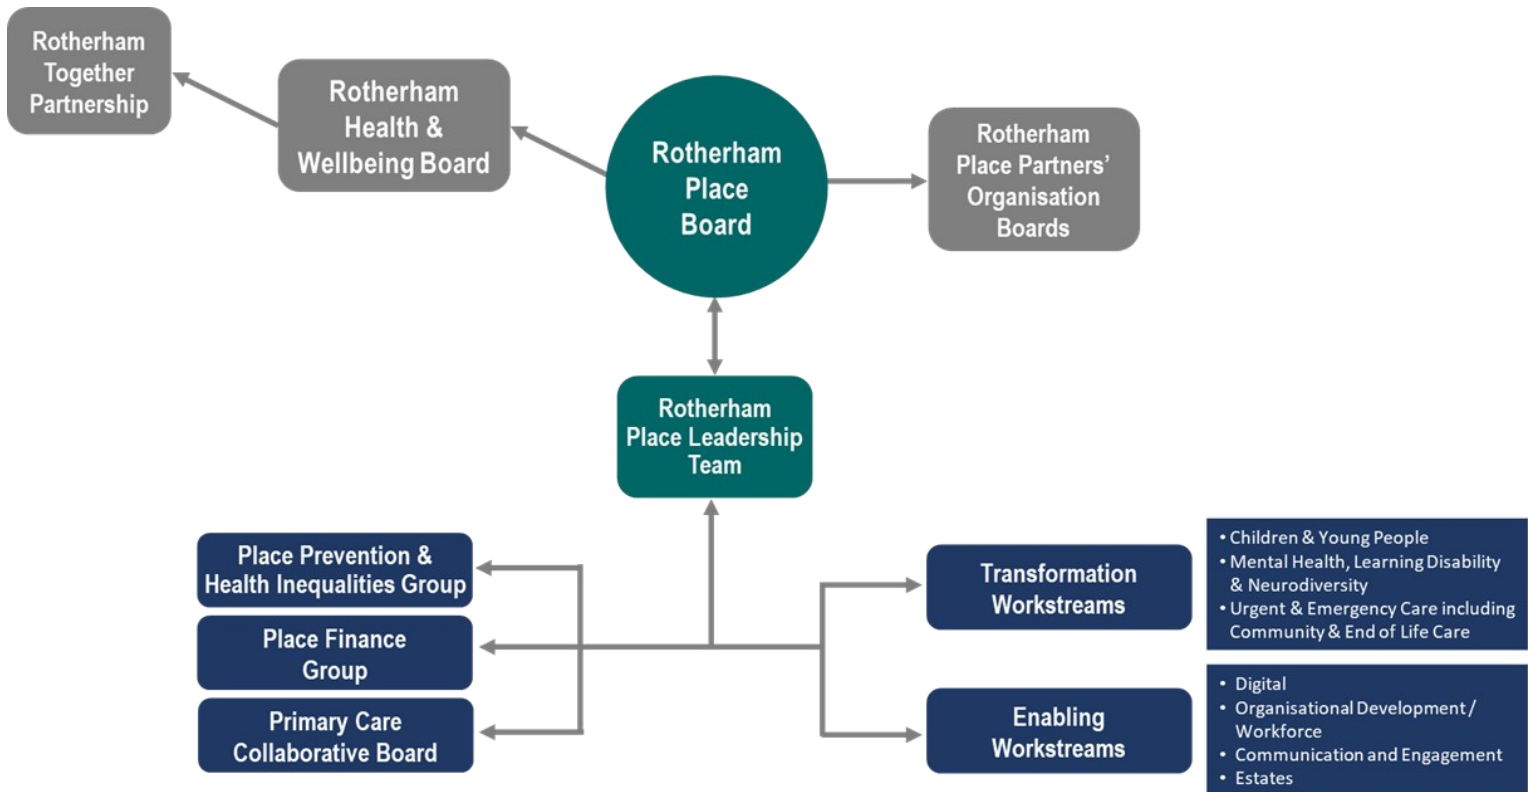 Rotherham
Together
Partnership
Rotherham
Health &
Wellbeing Board
Rotherham
Place
Board
Rotherham
Place Partners’
Organisation
Boards
Rotherham
Place Leadership
Team
Place Prevention &
Health Inequalities Group
Place Finance
Group
Primary Care
Collaborative Board
Transformation
Workstreams
• Children & Young People
• Mental Health, Learning Disability
& Neurodiversity
• Urgent & Emergency Care including
Community & End of Life Care
Enabling
Workstreams
• Digital
• Organisational Development /
Workforce
• Communication and Engagement
• Estates